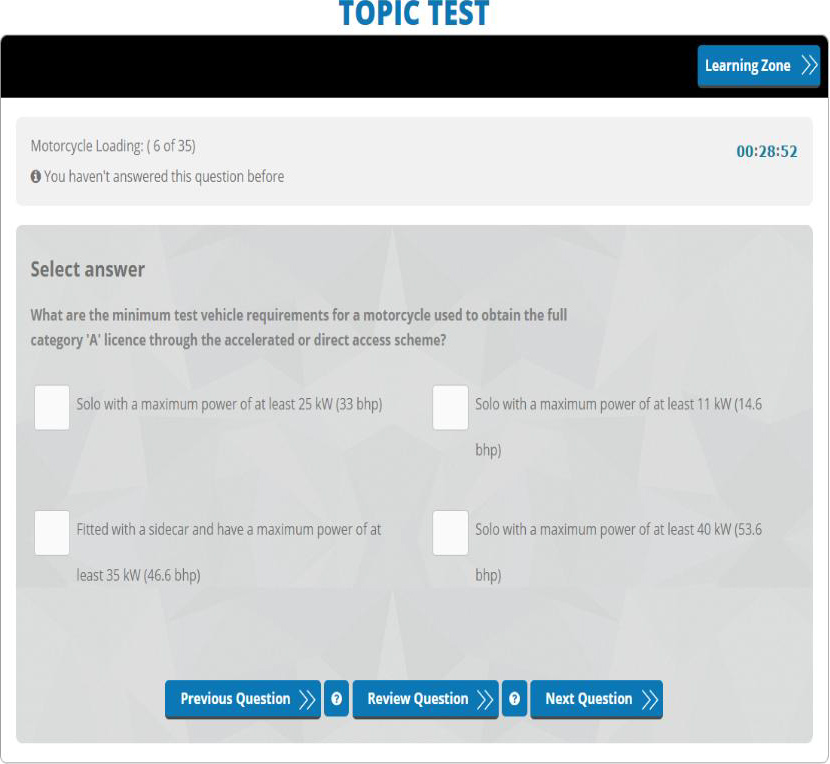 TOPIC TEST
Learning Zone
Motorcycle Loading: ( 6 of 35)
00:28:52
You haven't answered this question before
Select answer
What are the minimum test vehicle requirements for a motorcycle used to obtain the full
category 'A' licence through the accelerated or direct access scheme?
Solo with a maximum power of at least 25 kW (33 bhp)
Solo with a maximum power of at least 11 kW (14.6
bhp)
Fitted with a sidecar and have a maximum power of at
least 35 kW (46.6 bhp)
Solo with a maximum power of at least 40 kW (53.6
bhp)
Previous Question ? Review Question ? Next Question